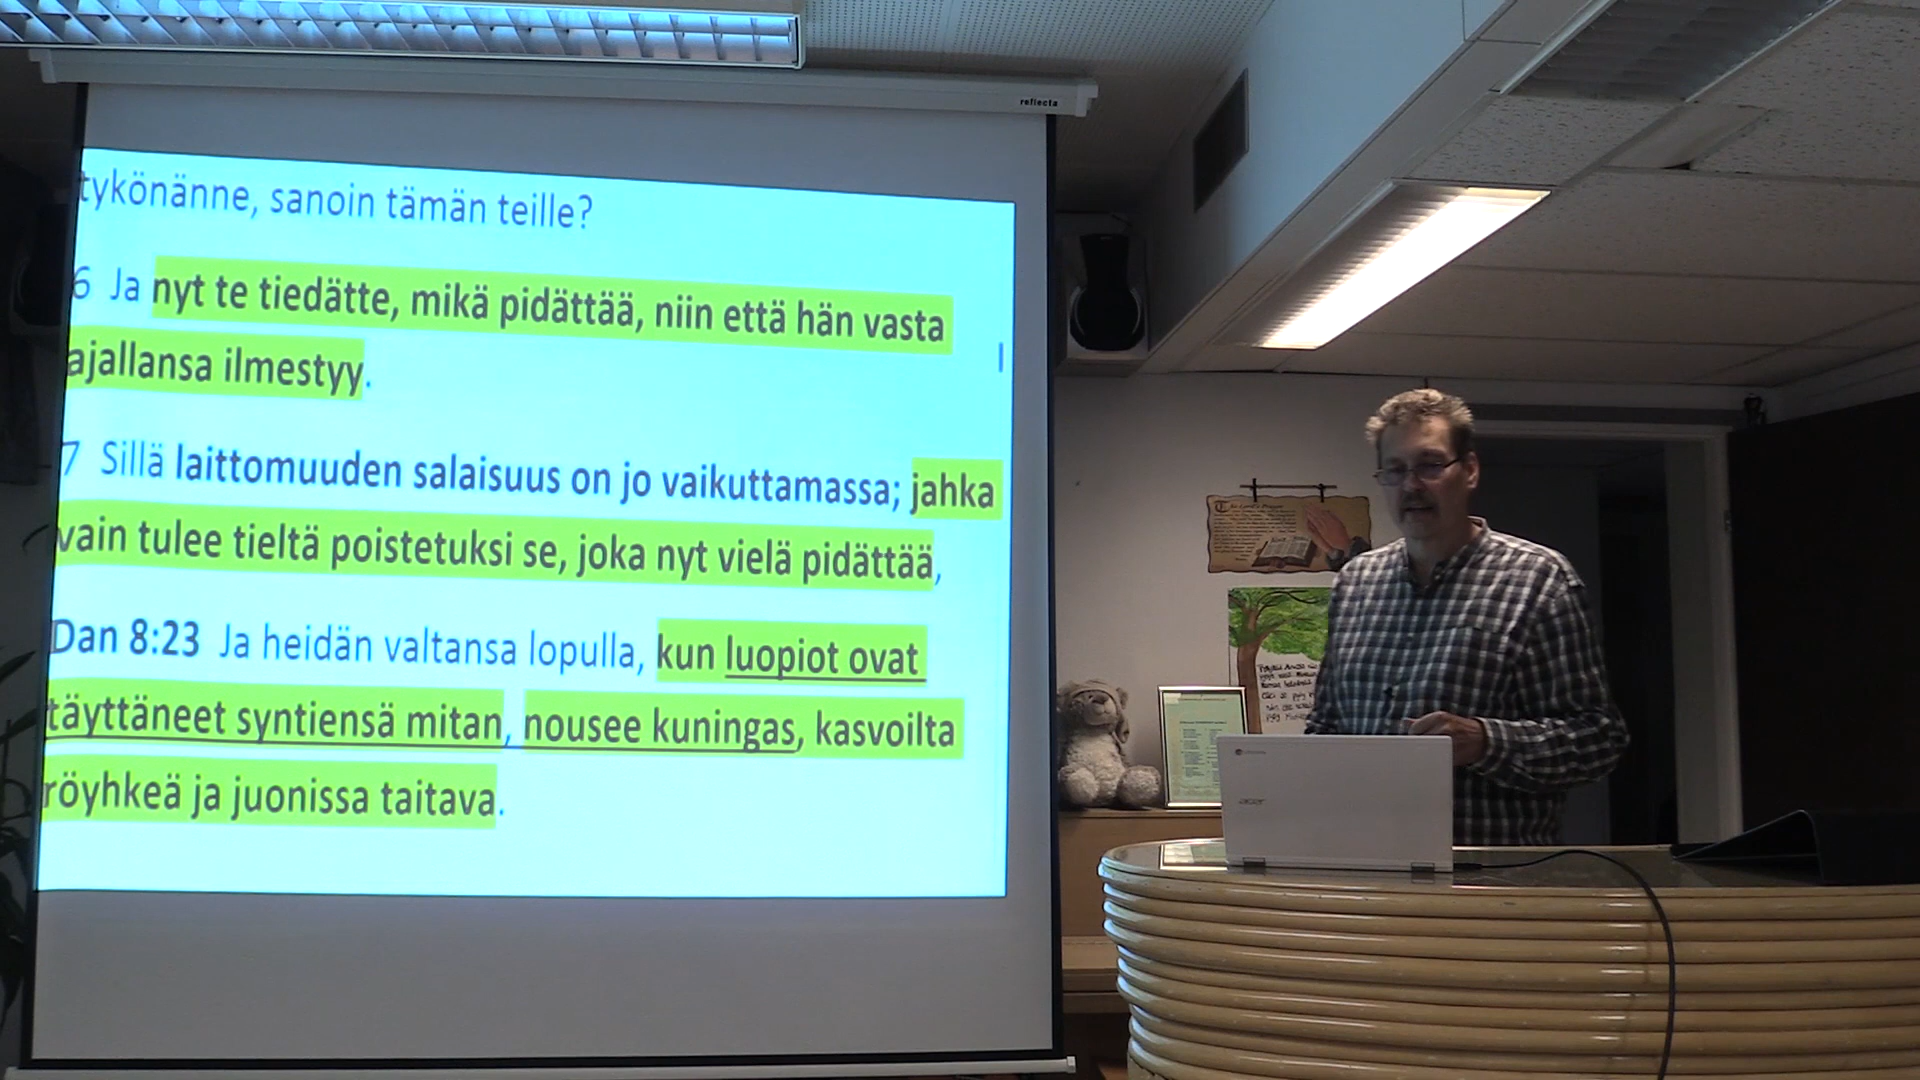 reflecta
tykönänne, sanoin tämän teille?
6 Ja nyt te tiedätte, mikä pidättää, niin että hän vasta
ajallansa ilmestyy.
7 Sillä laittomuuden salaisuus on jo vaikuttamassa; jahka
vain tulee tieltä poistetuksi se, joka nyt vielä pidättää,
Dan 8:23 Ja heidän valtansa lopulla, kun luopiot ovat
täyttäneet syntiensä mitan, nousee kuningas, kasvoilta
röyhkeä ja juonissa taitava.
acer